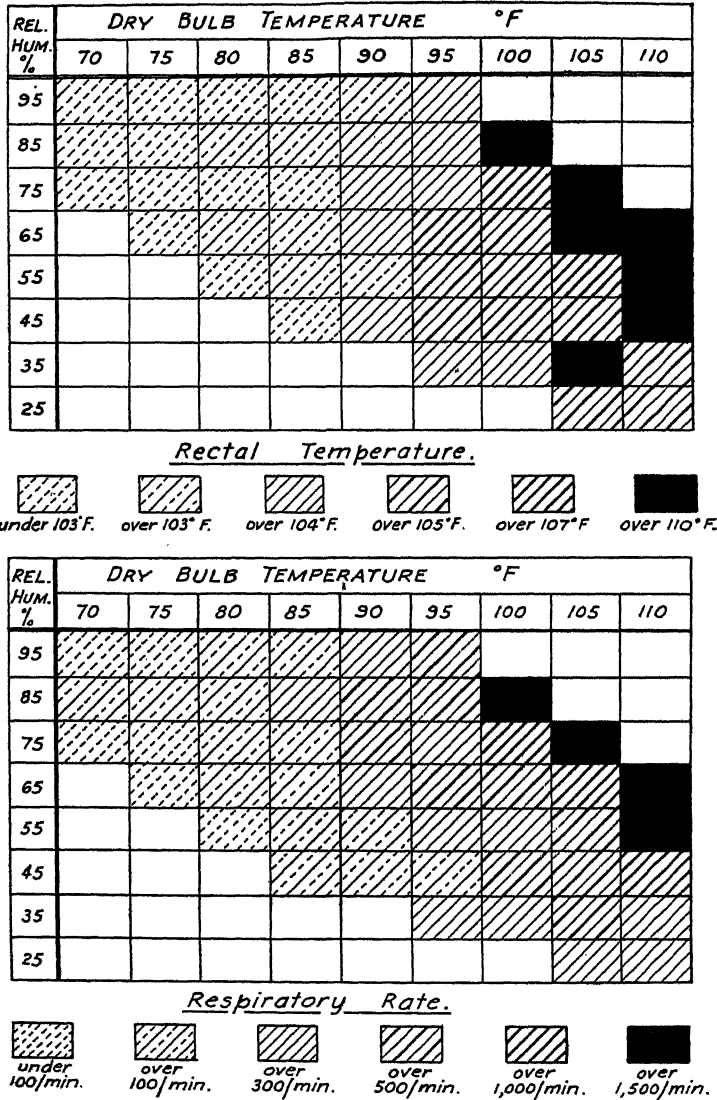 REL. HUM. % DRY BULB TEMPERATURE °F
70 75 80 85 90 95 100 105 110
95
85
75
65
55
45
35
25
Rectal Temperature.
under 103°F. over 103°F. over 104°F. over 105°F. over 107°F over 110°F.
REL. HUM. % DRY BULB TEMPERATURE °F
70 75 80 85 90 95 100 105 110
95
85
75
65
55
45
35
25
Respiratory Rate.
under 100/min. over 100/min. over 300/min. over 500/min. over 1,000/min. over 1,500/min.